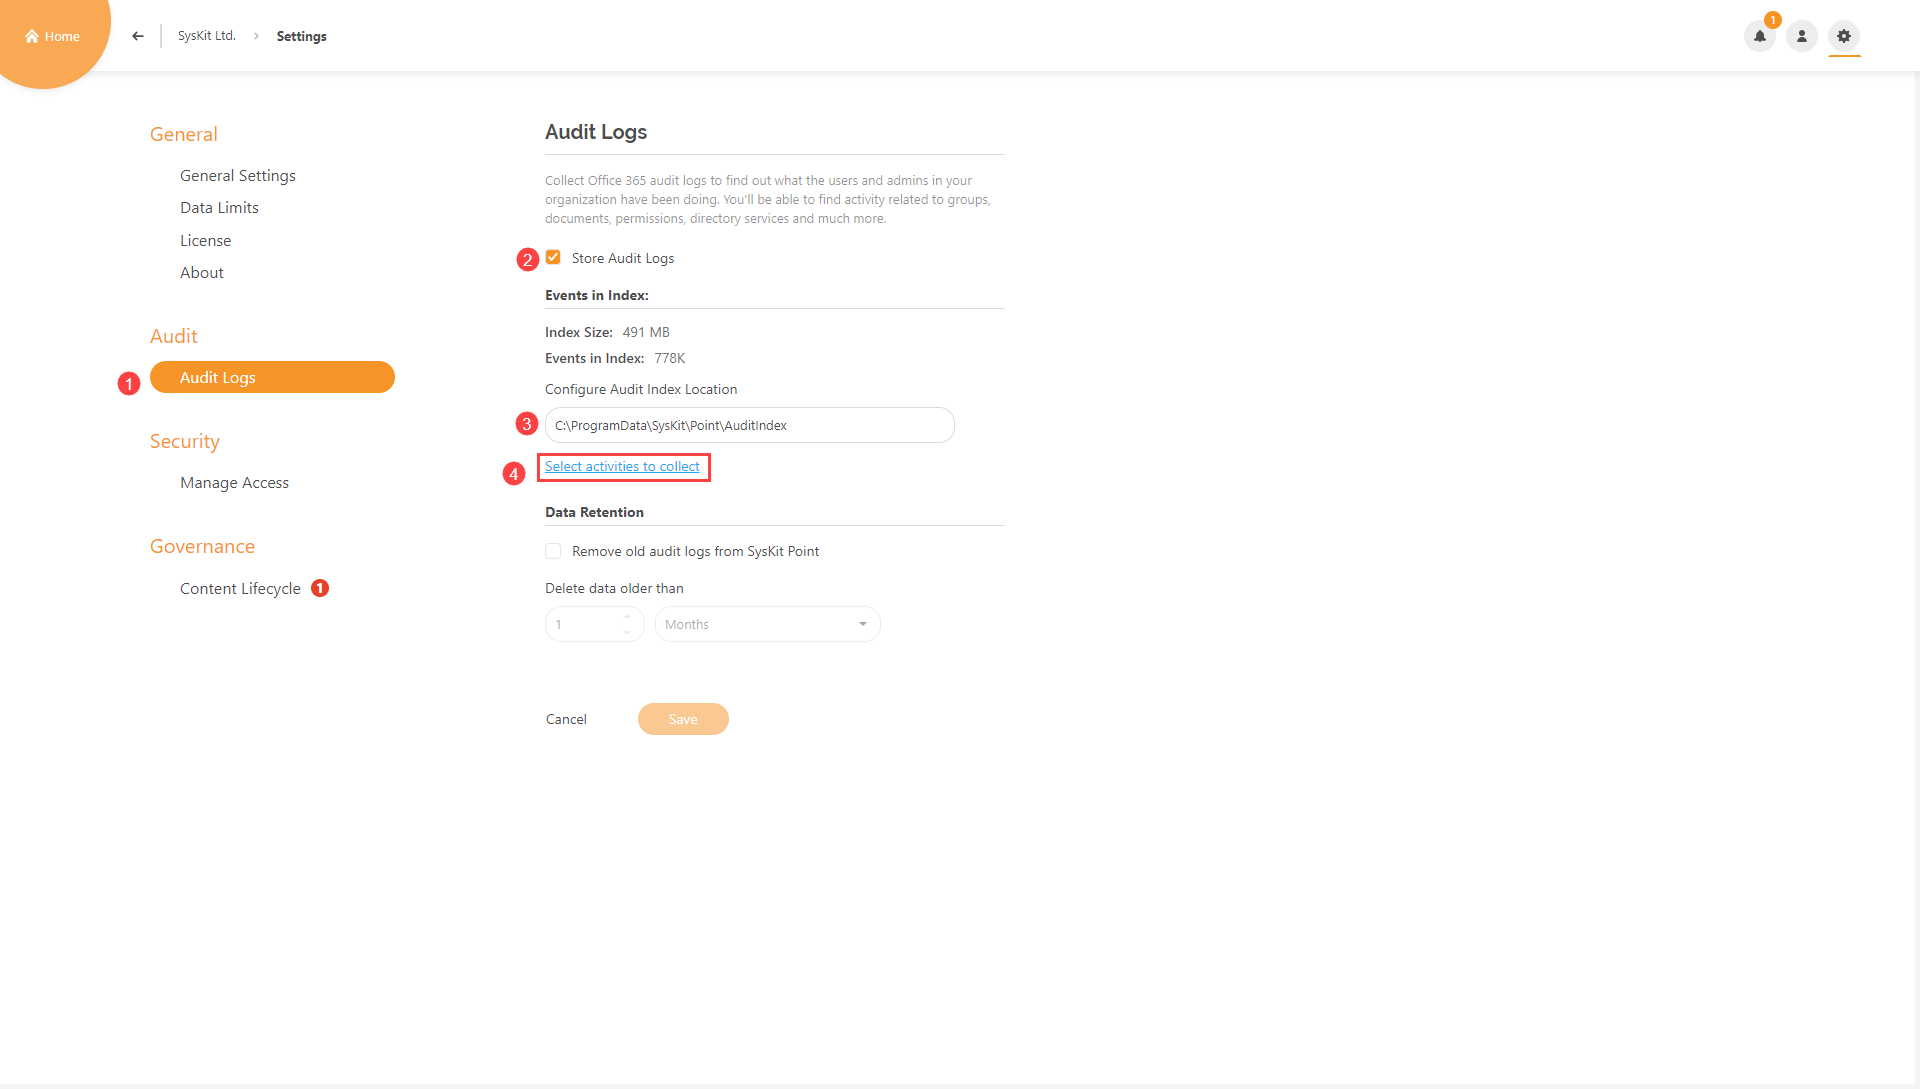 Home
SysKit Ltd.
Settings
1
General
General Settings
Data Limits
License
About
Audit
1
Audit Logs
Security
Manage Access
Governance
Content Lifecycle 1
Audit Logs
Collect Office 365 audit logs to find out what the users and admins in your
organization have been doing. You'll be able to find activity related to groups,
documents, permissions, directory services and much more.
2 Store Audit Logs
Events in Index:
Index Size: 491 MB
Events in Index: 778K
Configure Audit Index Location
3 C:\ProgramData\SysKit\Point\AuditIndex
4 Select activities to collect
Data Retention
Remove old audit logs from SysKit Point
Delete data older than
1 Months
Cancel Save